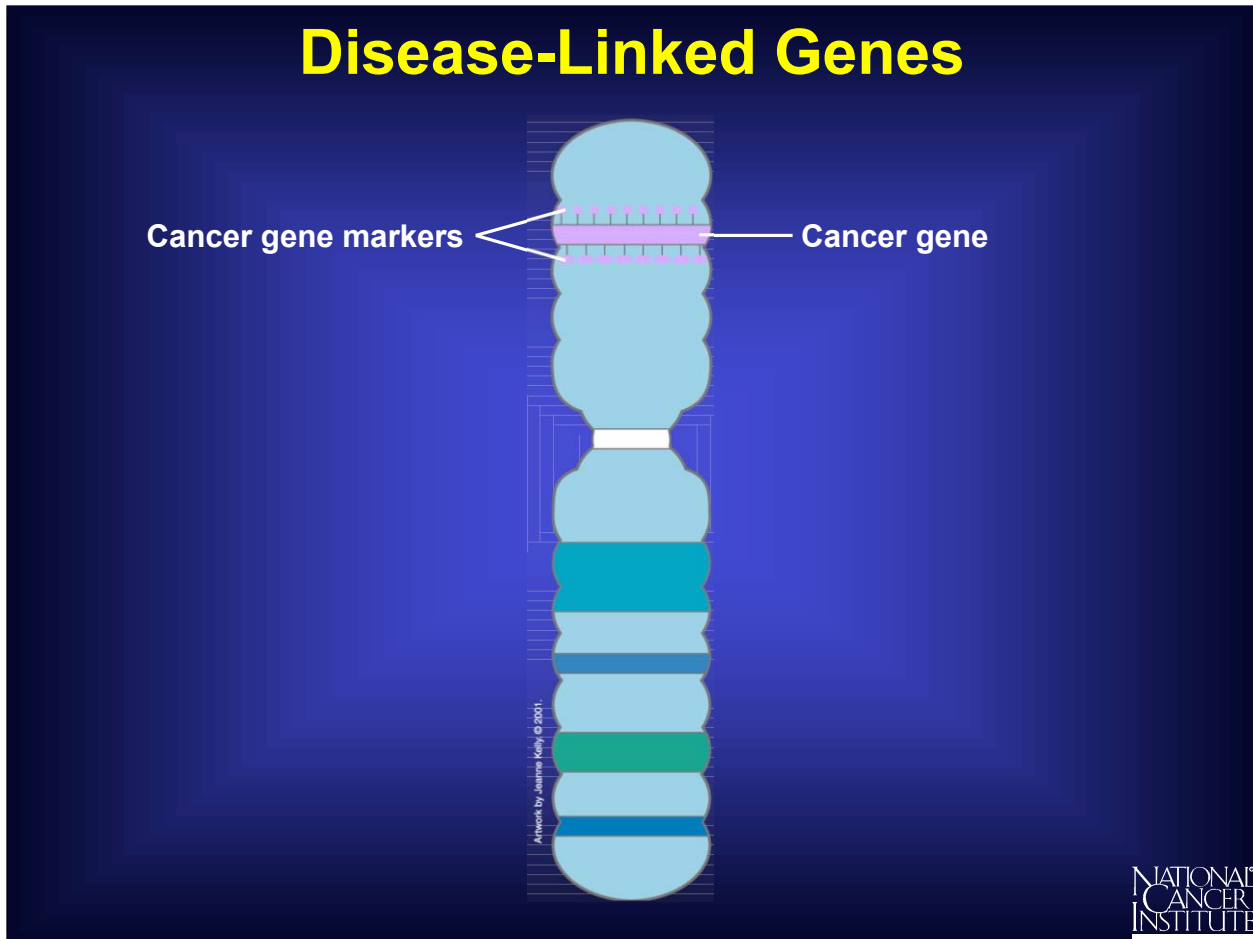 Disease-Linked Genes
Cancer gene markers
Cancer gene
Artwork by Jeanne Kelly. © 2001.
NATIONAL®
CANCER
INSTITUTE